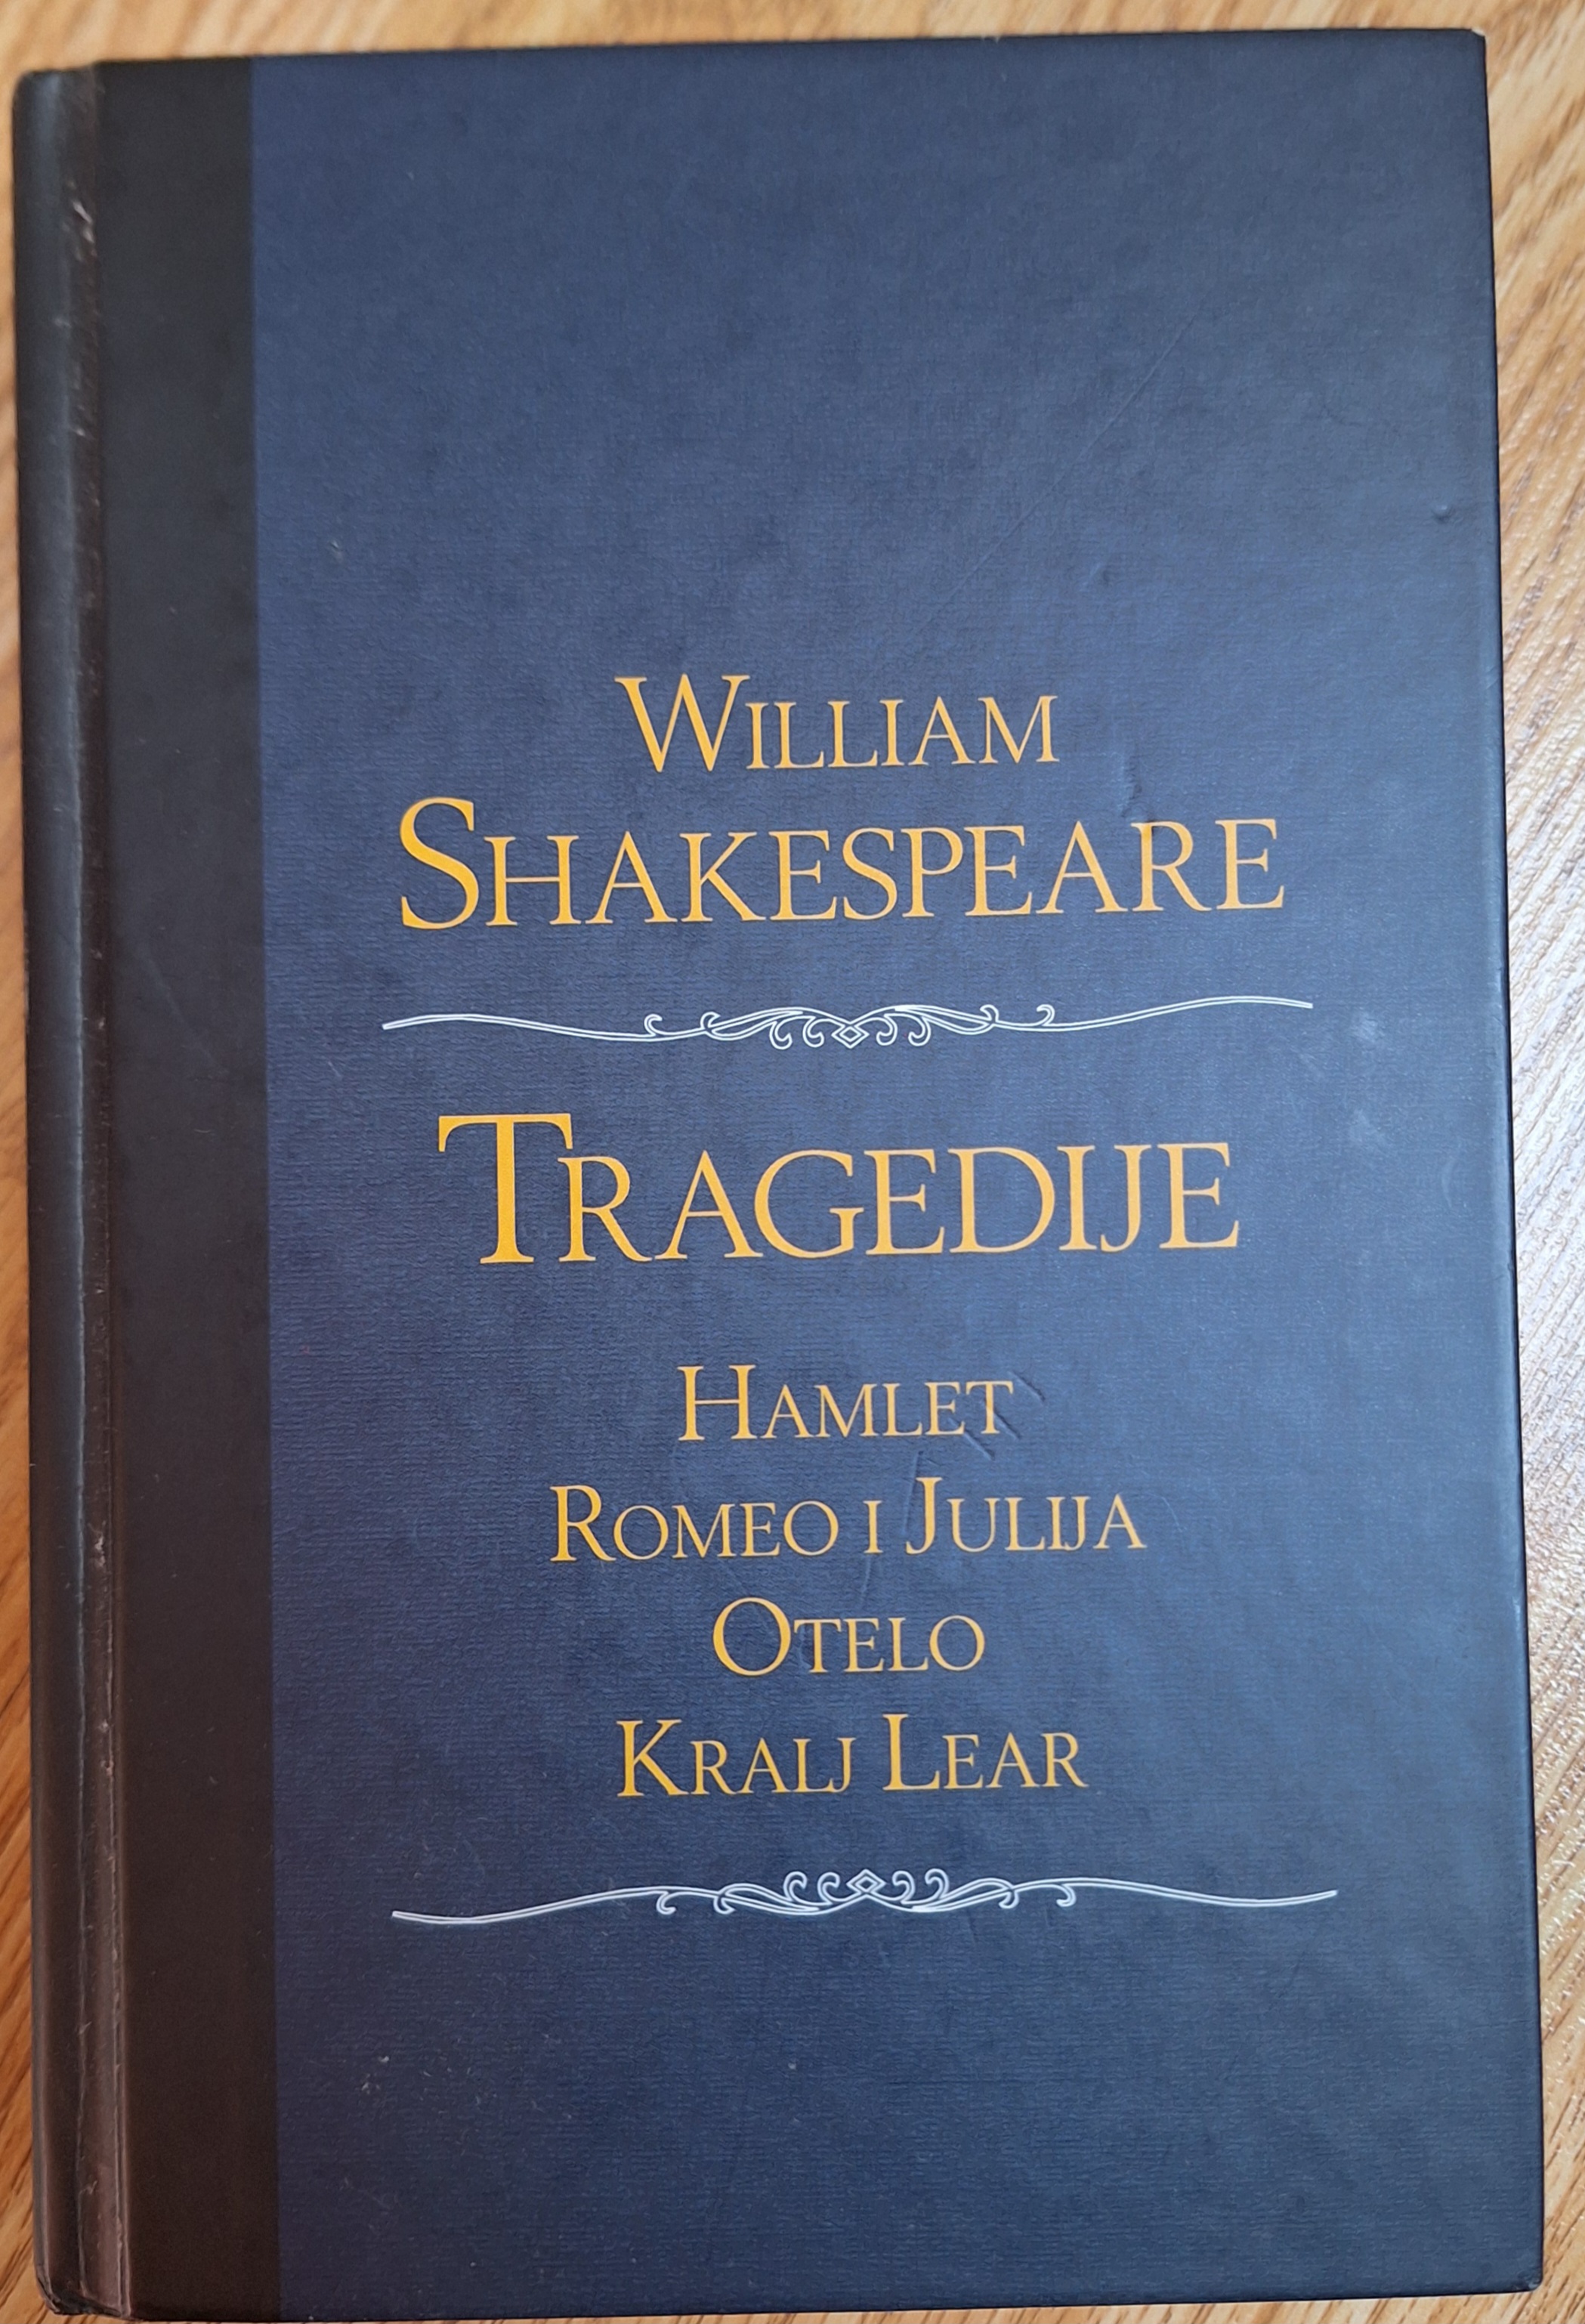 WILLIAM
SHAKESPEARE
TRAGEDIJE
HAMLET
ROMEO I JULIJA
OTELO
KRALJ LEAR